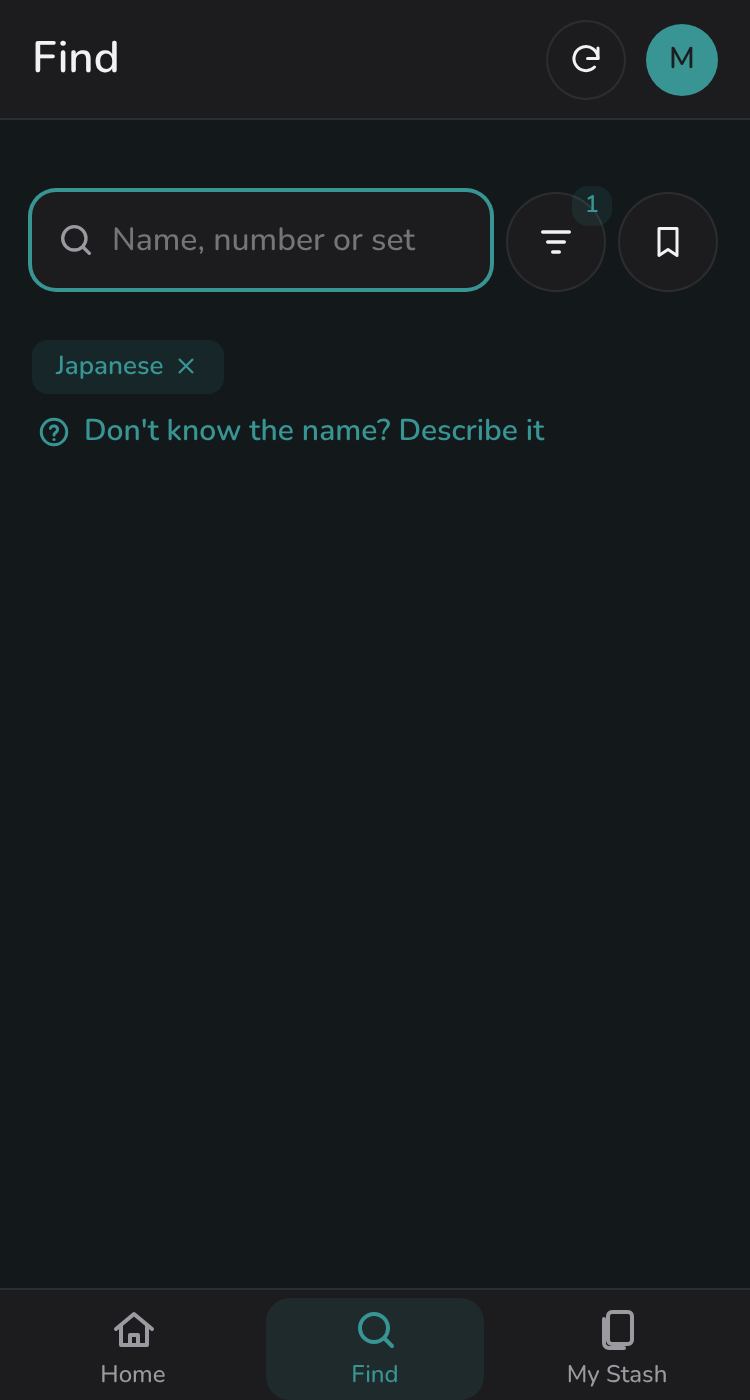 Find
M
1
Name, number or set
Japanese
Don't know the name? Describe it
Home
Find
My Stash